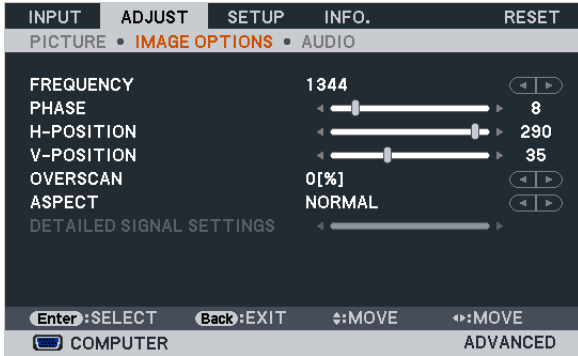 INPUT ADJUST SETUP INFO. RESET
PICTURE • IMAGE OPTIONS • AUDIO
FREQUENCY 1344
PHASE 8
H-POSITION 290
V-POSITION 35
OVERSCAN 0[%]
ASPECT NORMAL
DETAILED SIGNAL SETTINGS
Enter:SELECT Back:EXIT :MOVE :MOVE
COMPUTER ADVANCED